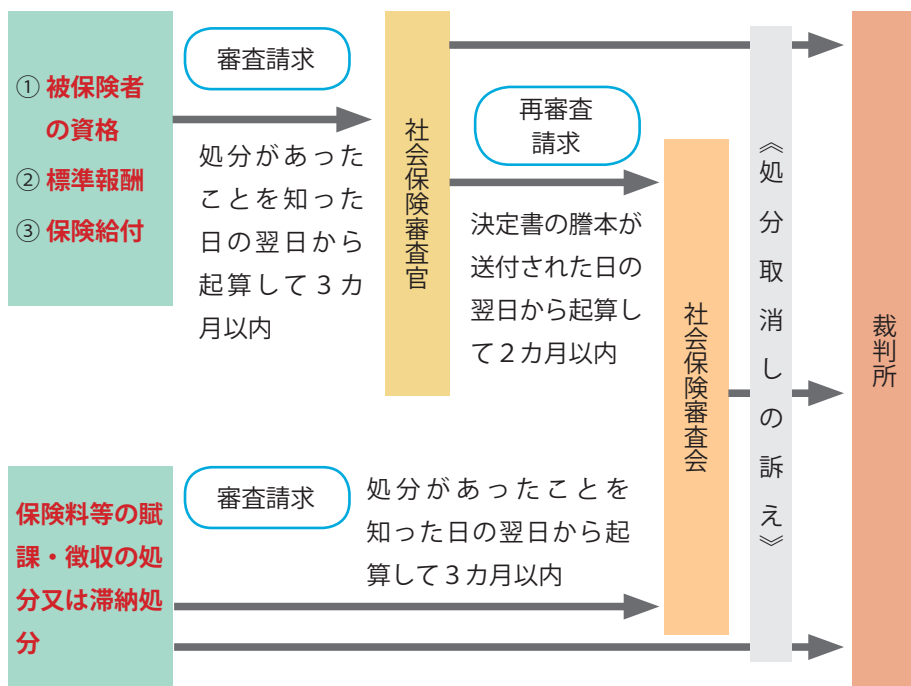 ① 被保険者
の資格
② 標準報酬
③ 保険給付
審査請求
処分があった
ことを知った
日の翌日から
起算して３カ
月以内
社会保険審査官
再審査
請求
決定書の謄本が
送付された日の
翌日から起算し
て２カ月以内
社会保険審査会
《処分取消しの訴え》
裁判所
保険料等の賦
課・徴収の処
分又は滞納処
分
審査請求
処分があったことを
知った日の翌日から起
算して３カ月以内